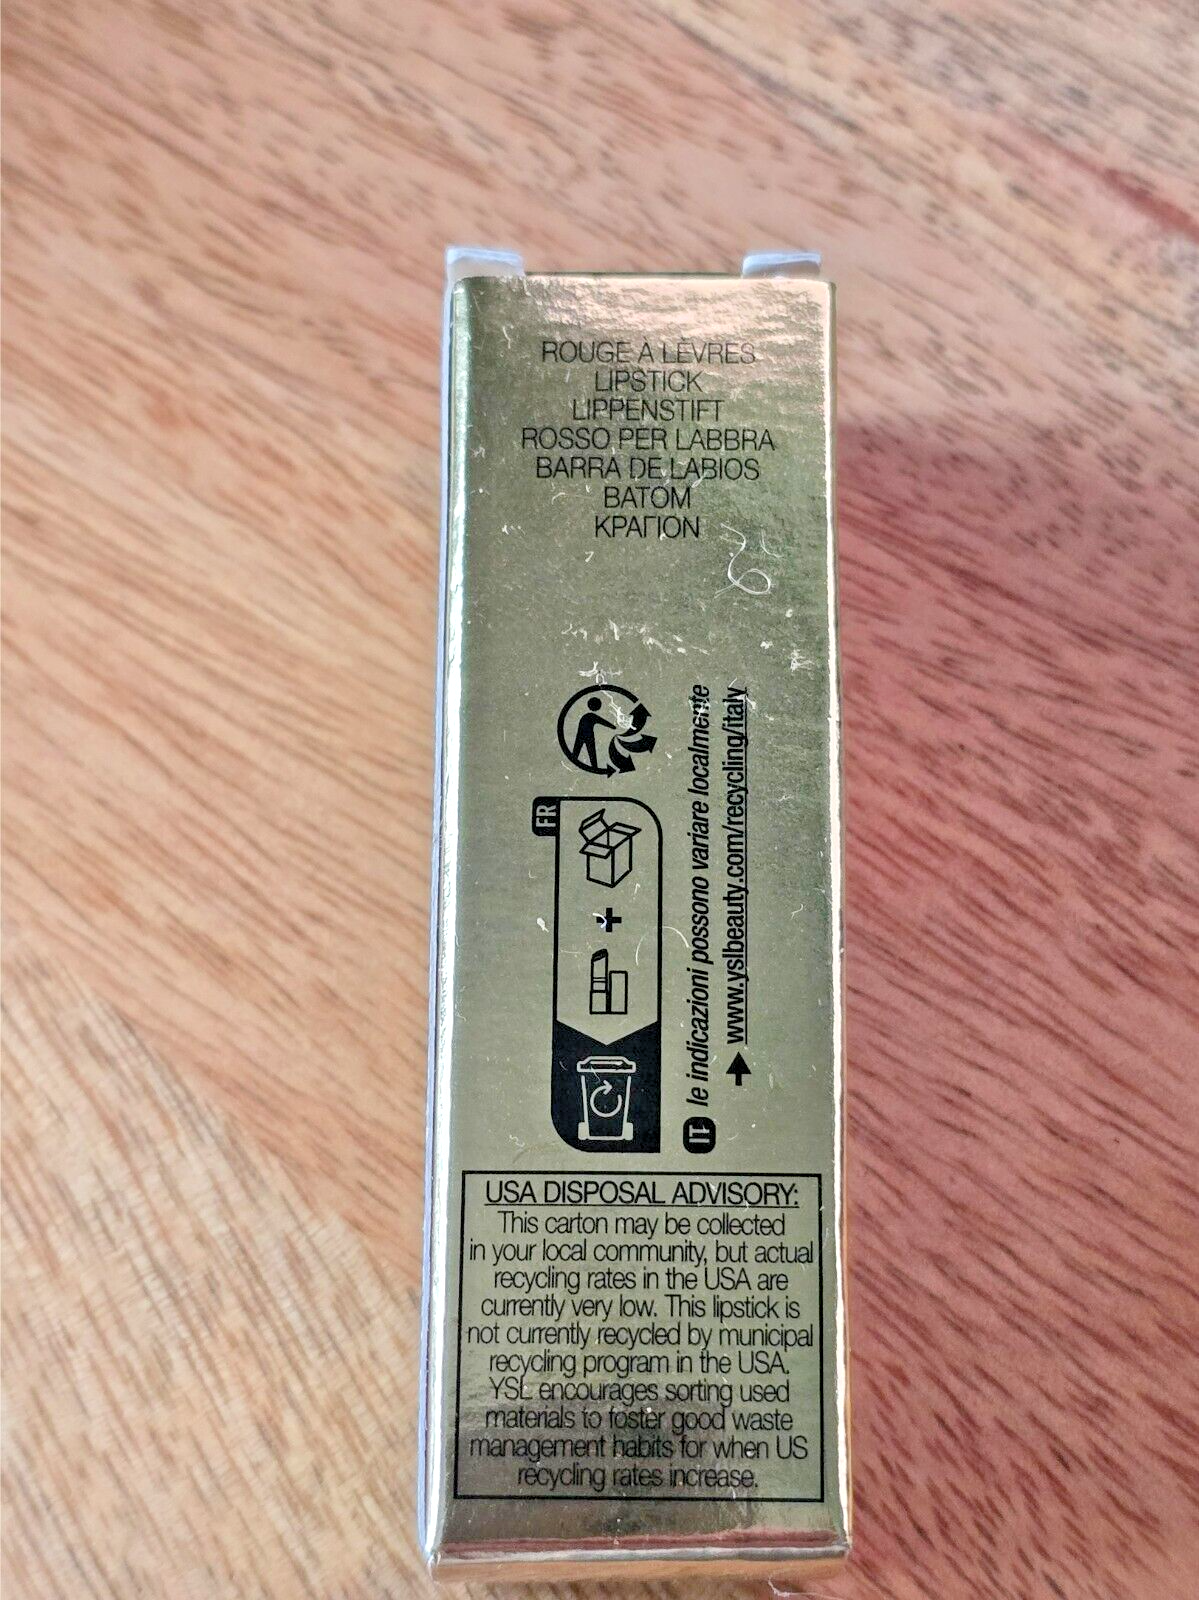 ROUGE À LÈVRES
LIPSTICK
LIPPENSTIFT
ROSSO PER LABBRA
BARRA DE LABIOS
BATOM
ΚΡΑΓΙΟΝ
FR
IT le indicazioni possono variare localmente
www.yslbeauty.com/recycling/italy
USA DISPOSAL ADVISORY:
This carton may be collected
in your local community, but actual
recycling rates in the USA are
currently very low. This lipstick is
not currently recycled by municipal
recycling program in the USA.
YSL encourages sorting used
materials to foster good waste
management habits for when US
recycling rates increase.